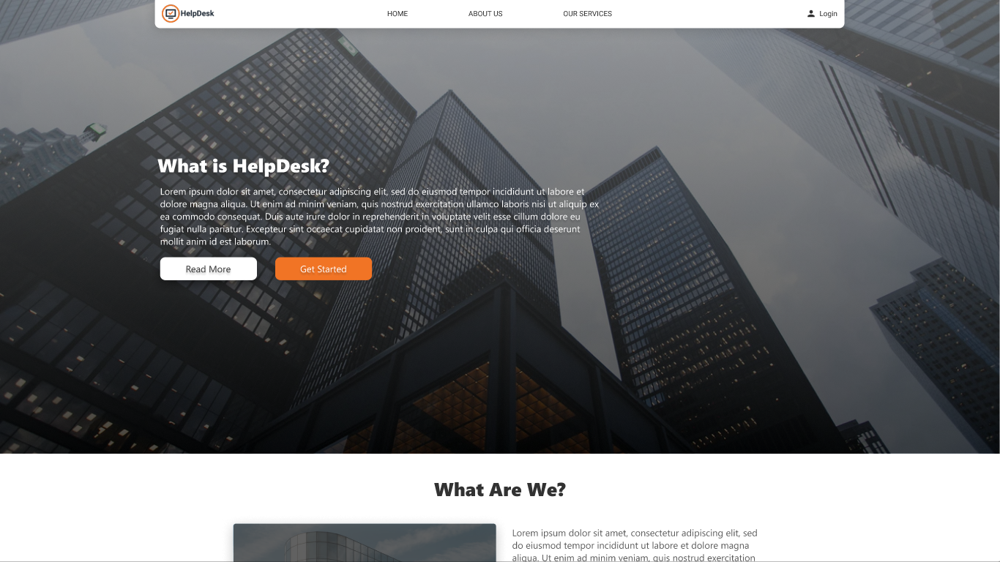 HelpDesk
HOME
ABOUT US
OUR SERVICES
Login
What is HelpDesk?
Lorem ipsum dolor sit amet, consectetur adipiscing elit, sed do eiusmod tempor incididunt ut labore et
dolore magna aliqua. Ut enim ad minim veniam, quis nostrud exercitation ullamco laboris nisi ut aliquip ex
ea commodo consequat. Duis aute irure dolor in reprehenderit in voluptate velit esse cillum dolore eu
fugiat nulla pariatur. Excepteur sint occaecat cupidatat non proident, sunt in culpa qui officia deserunt
mollit anim id est laborum.
Read More
Get Started
What Are We?
Lorem ipsum dolor sit amet, consectetur adipiscing elit, sed
do eiusmod tempor incididunt ut labore et dolore magna
aliqua. Ut enim ad minim veniam, quis nostrud exercitation